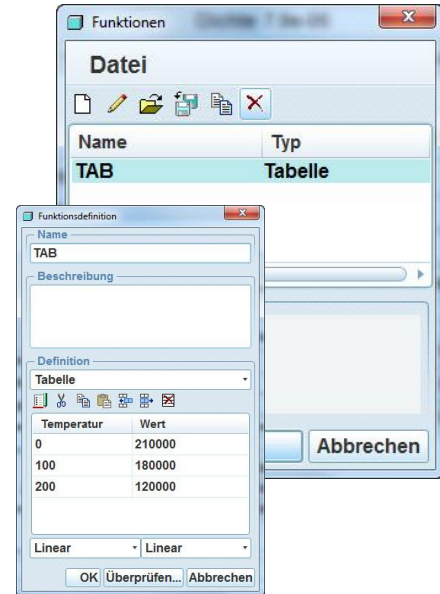 Funktionen
Datei
Name Typ
TAB Tabelle
Abbrechen
Funktionsdefinition
Name
TAB
Beschreibung
Definition
Tabelle
Temperatur Wert
0 210000
100 180000
200 120000
Linear Linear
OK Überprüfen... Abbrechen